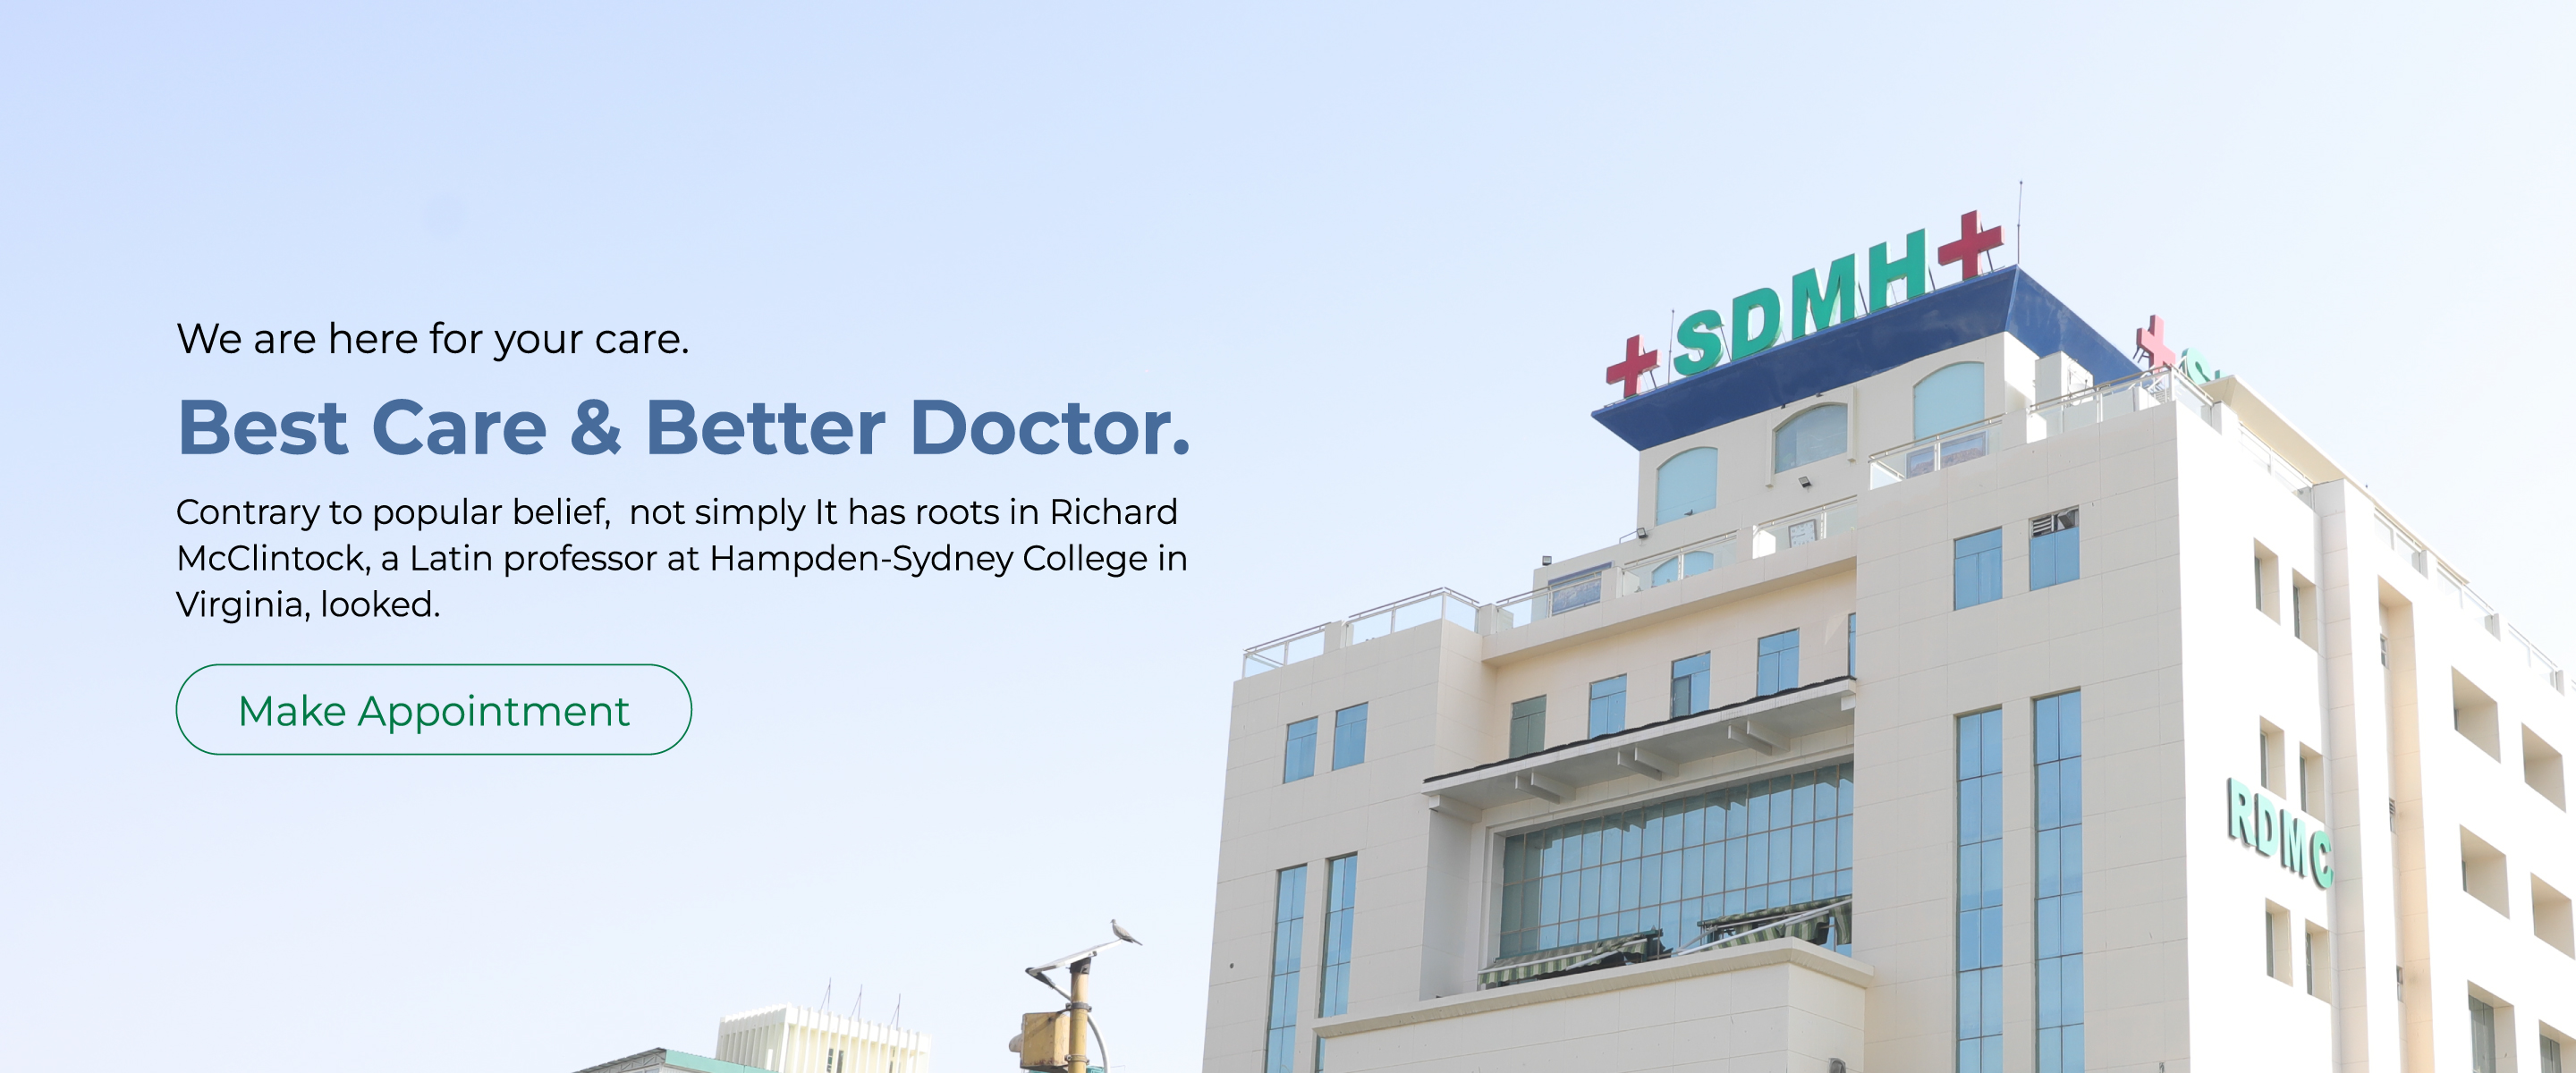 We are here for your care.
Best Care & Better Doctor.
Contrary to popular belief,  not simply It has roots in Richard
McClintock, a Latin professor at Hampden-Sydney College in
Virginia, looked.
Make Appointment
+SDMH+
+S
RDMC